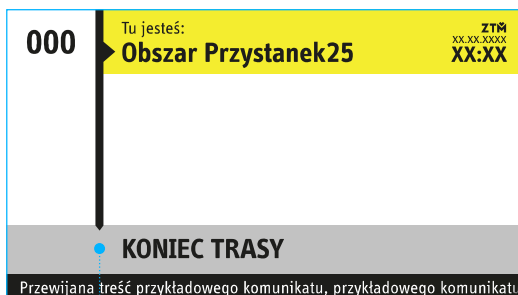 000
Tu jesteś:
Obszar Przystanek25
ZTM
XX.XX.XXXX
XX:XX
KONIEC TRASY
Przewijana treść przykładowego komunikatu, przykładowego komunikatu